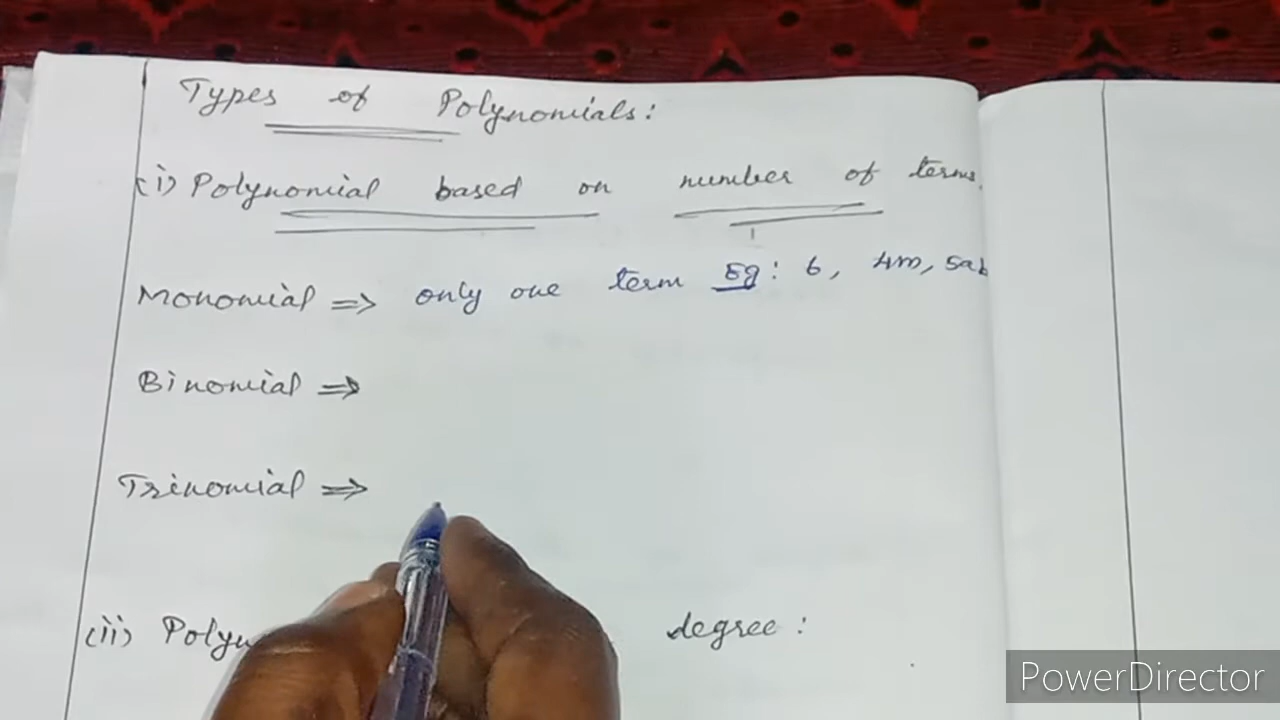 Types of Polynomials:
(i) Polynomial based on number of terms.
Monomial => only one term Eg: 6, 4m, 5ab
Binomial =>
Trinomial =>
(ii) degree:
PowerDirector